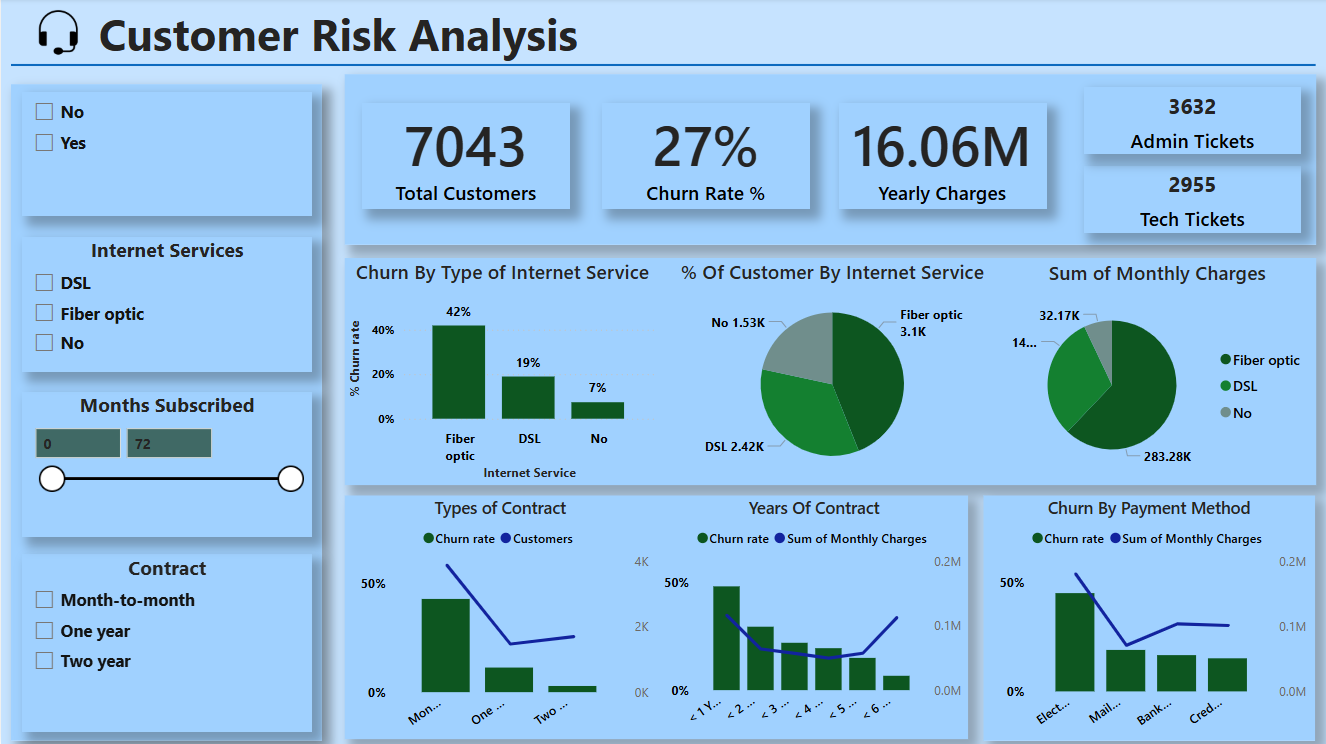 Customer Risk Analysis
No
Yes
Internet Services
DSL
Fiber optic
No
Months Subscribed
0
72
Contract
Month-to-month
One year
Two year
7043
Total Customers
27%
Churn Rate %
16.06M
Yearly Charges
3632
Admin Tickets
2955
Tech Tickets
Churn By Type of Internet Service
% Churn rate
40%
20%
0%
42%
19%
7%
Fiber
optic
DSL
No
Internet Service
% Of Customer By Internet Service
No 1.53K
Fiber optic
3.1K
DSL 2.42K
Sum of Monthly Charges
32.17K
14...
283.28K
Fiber optic
DSL
No
Types of Contract
Churn rate
Customers
50%
0%
4K
2K
0K
Mon...
One ...
Two ...
Years Of Contract
Churn rate
Sum of Monthly Charges
50%
0%
0.2M
0.1M
0.0M
< 1 Y...
< 2 ...
< 3 ...
< 4 ...
< 5 ...
< 6 ...
Churn By Payment Method
Churn rate
Sum of Monthly Charges
50%
0%
0.2M
0.1M
0.0M
Elect...
Mail...
Bank...
Cred...